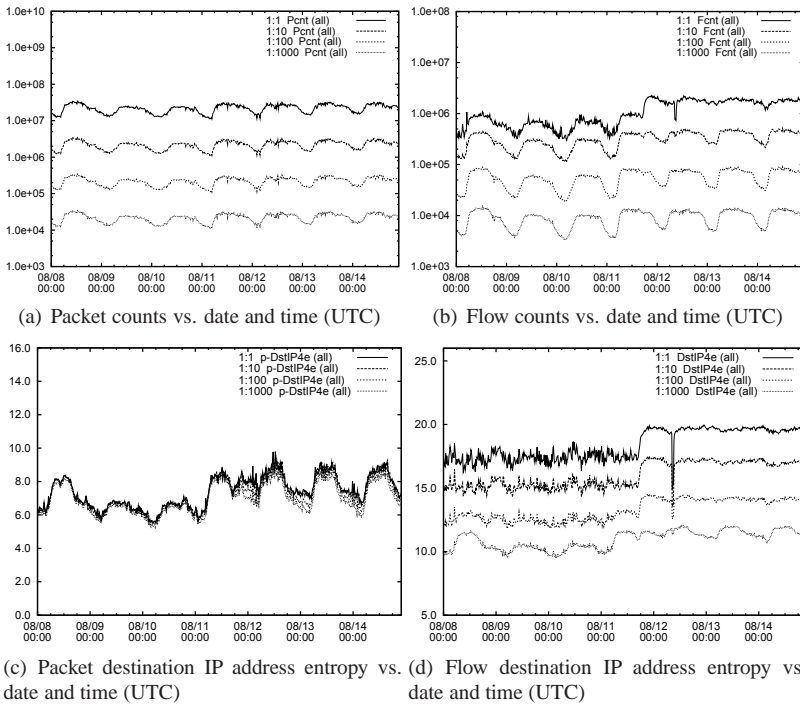 1.0e+10
1.0e+09
1.0e+08
1.0e+07
1.0e+06
1.0e+05
1.0e+04
1.0e+03
1:1 Pcnt (all)
1:10 Pcnt (all)
1:100 Pcnt (all)
1:1000 Pcnt (all)
08/08 08/09 08/10 08/11 08/12 08/13 08/14
00:00 00:00 00:00 00:00 00:00 00:00 00:00
(a) Packet counts vs. date and time (UTC)
1.0e+08
1.0e+07
1.0e+06
1.0e+05
1.0e+04
1.0e+03
1:1 Fcnt (all)
1:10 Fcnt (all)
1:100 Fcnt (all)
1:1000 Fcnt (all)
08/08 08/09 08/10 08/11 08/12 08/13 08/14
00:00 00:00 00:00 00:00 00:00 00:00 00:00
(b) Flow counts vs. date and time (UTC)
16.0
14.0
12.0
10.0
8.0
6.0
4.0
2.0
0.0
1:1 p-DstIP4e (all)
1:10 p-DstIP4e (all)
1:100 p-DstIP4e (all)
1:1000 p-DstIP4e (all)
08/08 08/09 08/10 08/11 08/12 08/13 08/14
00:00 00:00 00:00 00:00 00:00 00:00 00:00
(c) Packet destination IP address entropy vs.
date and time (UTC)
25.0
20.0
15.0
10.0
5.0
1:1 DstIP4e (all)
1:10 DstIP4e (all)
1:100 DstIP4e (all)
1:1000 DstIP4e (all)
08/08 08/09 08/10 08/11 08/12 08/13 08/14
00:00 00:00 00:00 00:00 00:00 00:00 00:00
(d) Flow destination IP address entropy vs
date and time (UTC)